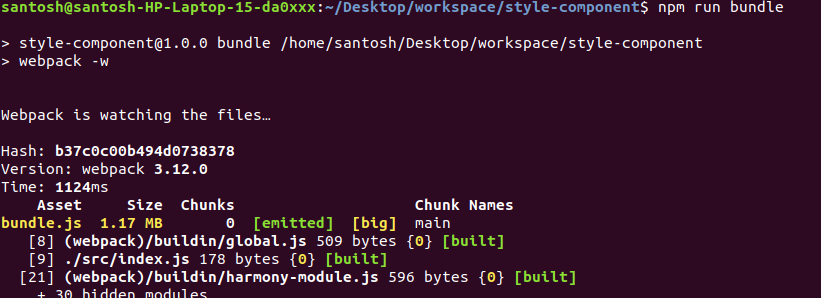 santosh@santosh-HP-Laptop-15-da0xxx:~/Desktop/workspace/style-component$ npm run bundle
> style-component@1.0.0 bundle /home/santosh/Desktop/workspace/style-component
> webpack -w
Webpack is watching the files…
Hash: b37c0c00b494d0738378
Version: webpack 3.12.0
Time: 1124ms
Asset Size Chunks Chunk Names
bundle.js 1.17 MB 0 [emitted] [big] main
[8] (webpack)/buildin/global.js 509 bytes {0} [built]
[9] ./src/index.js 178 bytes {0} [built]
[21] (webpack)/buildin/harmony-module.js 596 bytes {0} [built]
+ 30 hidden modules